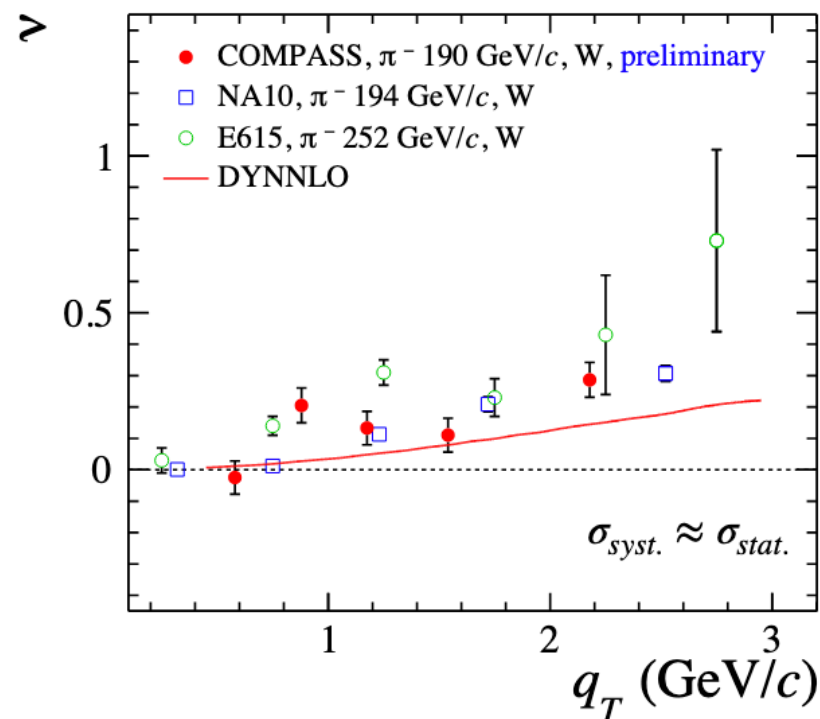 ν
COMPASS, π⁻ 190 GeV/c, W, preliminary
NA10, π⁻ 194 GeV/c, W
E615, π⁻ 252 GeV/c, W
DYNNLO
1
0.5
0
σsyst. ≈ σstat.
1 2 3
qT (GeV/c)